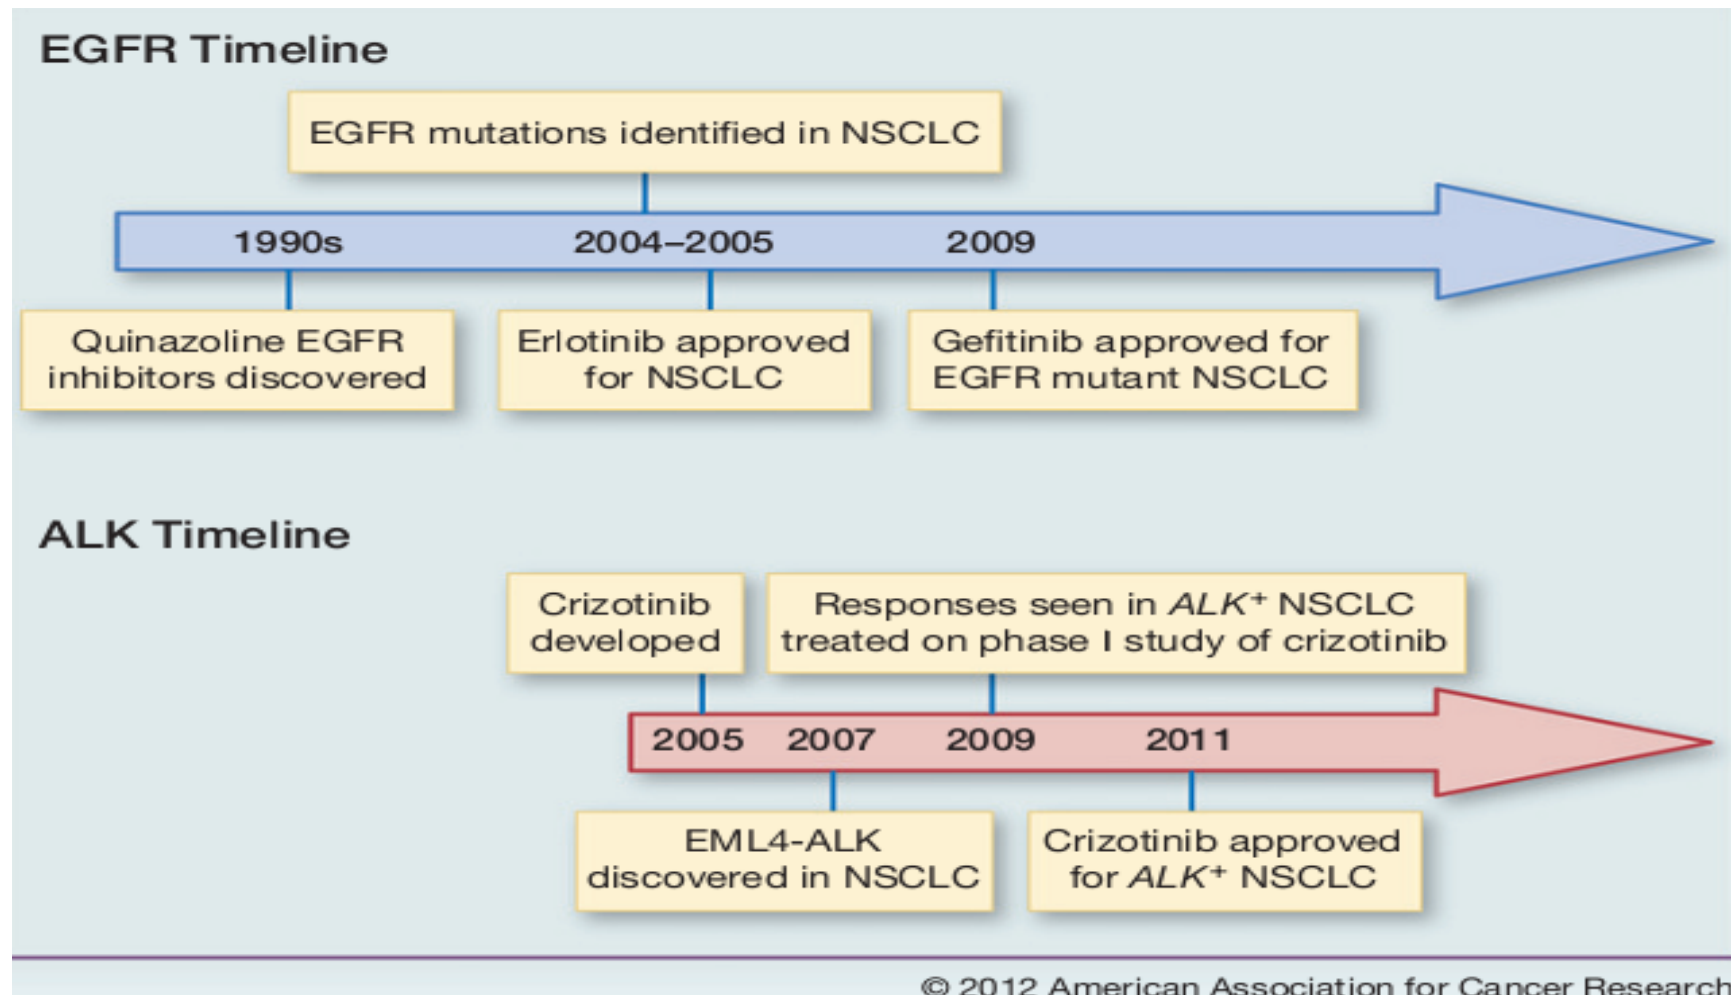 EGFR Timeline
EGFR mutations identified in NSCLC
1990s
2004–2005
2009
Quinazoline EGFR
inhibitors discovered
Erlotinib approved
for NSCLC
Gefitinib approved for
EGFR mutant NSCLC
ALK Timeline
Crizotinib
developed
Responses seen in ALK+ NSCLC
treated on phase I study of crizotinib
2005
2007
2009
2011
EML4-ALK
discovered in NSCLC
Crizotinib approved
for ALK+ NSCLC
© 2012 American Association for Cancer Research